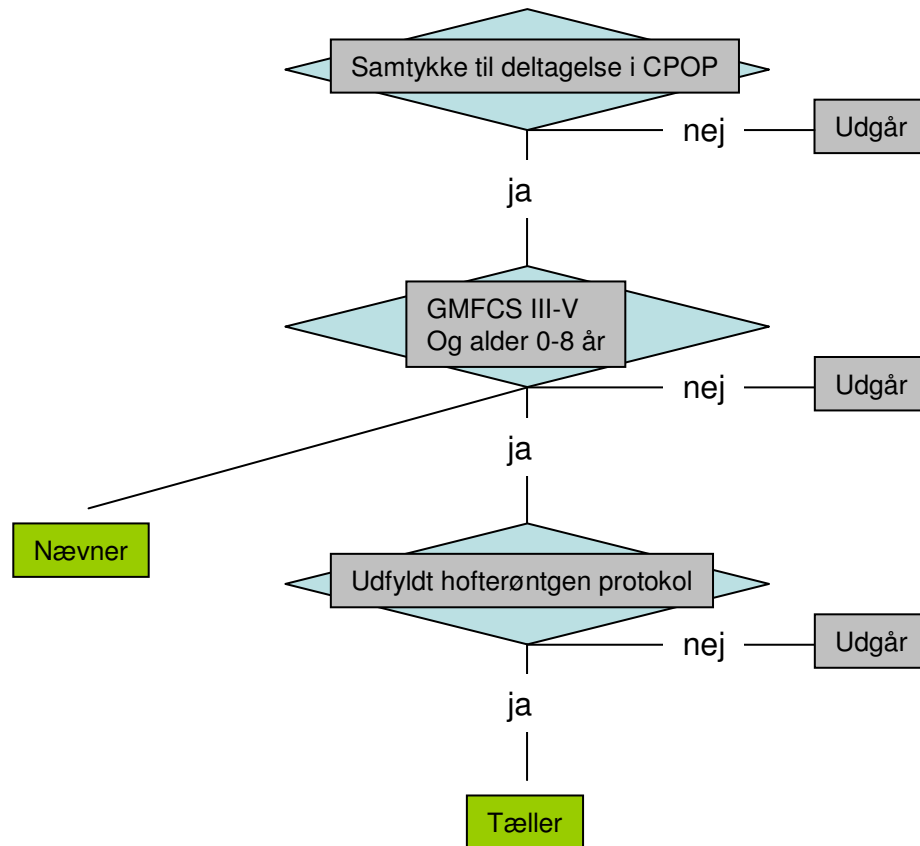 Samtykke til deltagelse i CPOP
nej
Udgår
ja
GMFCS III-V
Og alder 0-8 år
nej
Udgår
ja
Nævner
Udfyldt hofterøntgen protokol
nej
Udgår
ja
Tæller